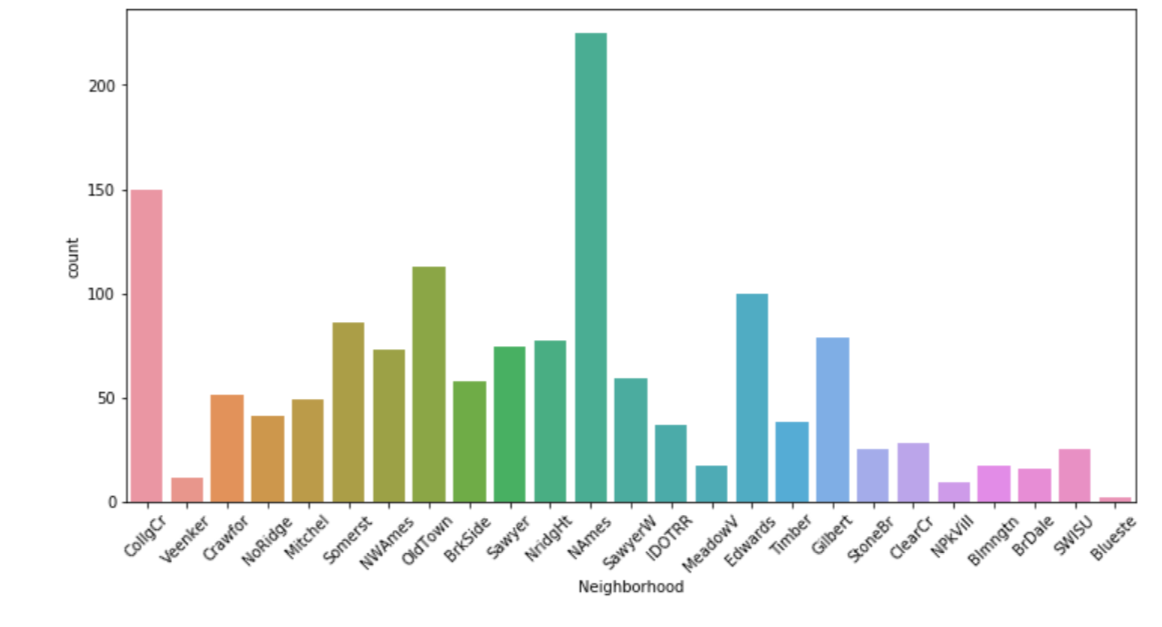 200
150
100
50
0
count
CollgCr
Veenker
Crawfor
NoRidge
Mitchel
Somerst
NWAmes
OldTown
BrkSide
Sawyer
NridgHt
NAmes
SawyerW
IDOTRR
MeadowV
Edwards
Timber
Gilbert
StoneBr
ClearCr
NPkVill
Blmngtn
BrDale
SWISU
Blueste
Neighborhood